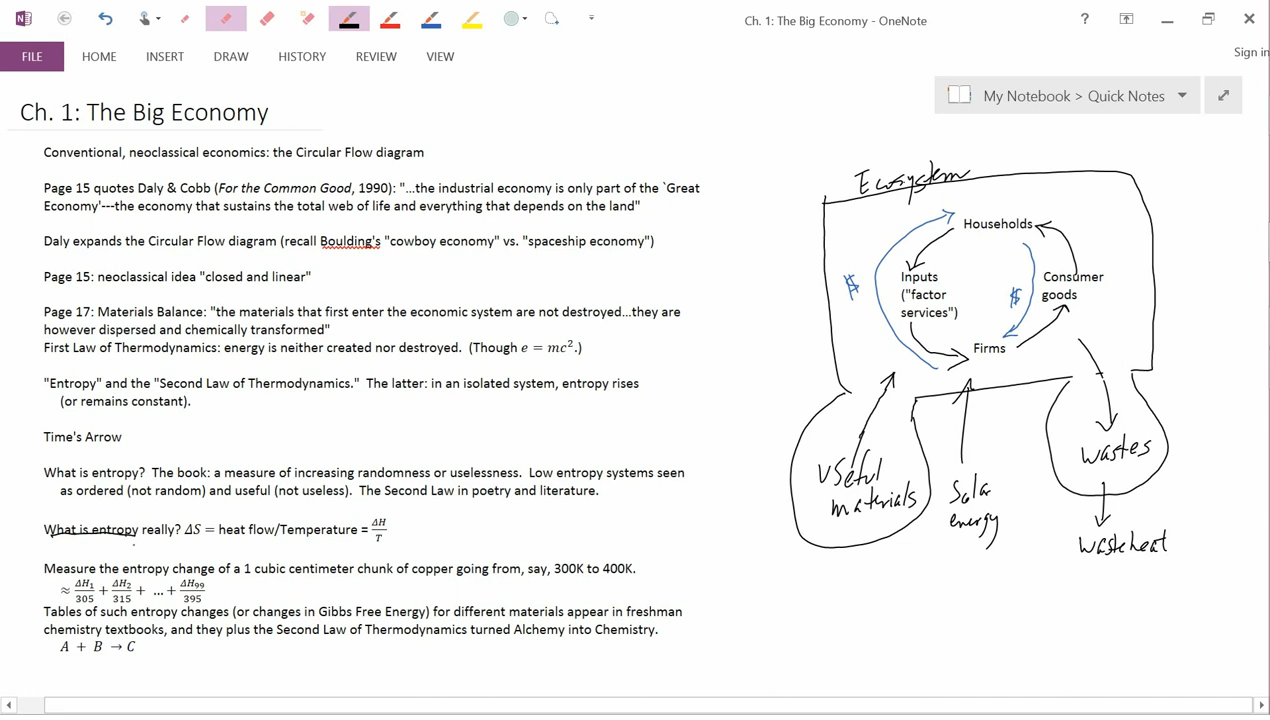 Ch. 1: The Big Economy - OneNote
?
Sign in
FILE HOME INSERT DRAW HISTORY REVIEW VIEW
My Notebook > Quick Notes
Ch. 1: The Big Economy
Conventional, neoclassical economics: the Circular Flow diagram
Page 15 quotes Daly & Cobb (For the Common Good, 1990): "...the industrial economy is only part of the `Great
Economy'---the economy that sustains the total web of life and everything that depends on the land"
Daly expands the Circular Flow diagram (recall Boulding's "cowboy economy" vs. "spaceship economy")
Page 15: neoclassical idea "closed and linear"
Page 17: Materials Balance: "the materials that first enter the economic system are not destroyed...they are
however dispersed and chemically transformed"
First Law of Thermodynamics: energy is neither created nor destroyed. (Though e = mc².)
"Entropy" and the "Second Law of Thermodynamics." The latter: in an isolated system, entropy rises
(or remains constant).
Time's Arrow
What is entropy? The book: a measure of increasing randomness or uselessness. Low entropy systems seen
as ordered (not random) and useful (not useless). The Second Law in poetry and literature.
What is entropy really? ΔS = heat flow/Temperature = ΔH/T
Measure the entropy change of a 1 cubic centimeter chunk of copper going from, say, 300K to 400K.
≈ ΔH₁/305 + ΔH₂/315 + ... + ΔH₉₉/395
Tables of such entropy changes (or changes in Gibbs Free Energy) for different materials appear in freshman
chemistry textbooks, and they plus the Second Law of Thermodynamics turned Alchemy into Chemistry.
A + B → C
Ecosystem
Households
Inputs
("factor
services")
Consumer
goods
$
$
Firms
Useful
materials
Solar
energy
Wastes
Waste heat